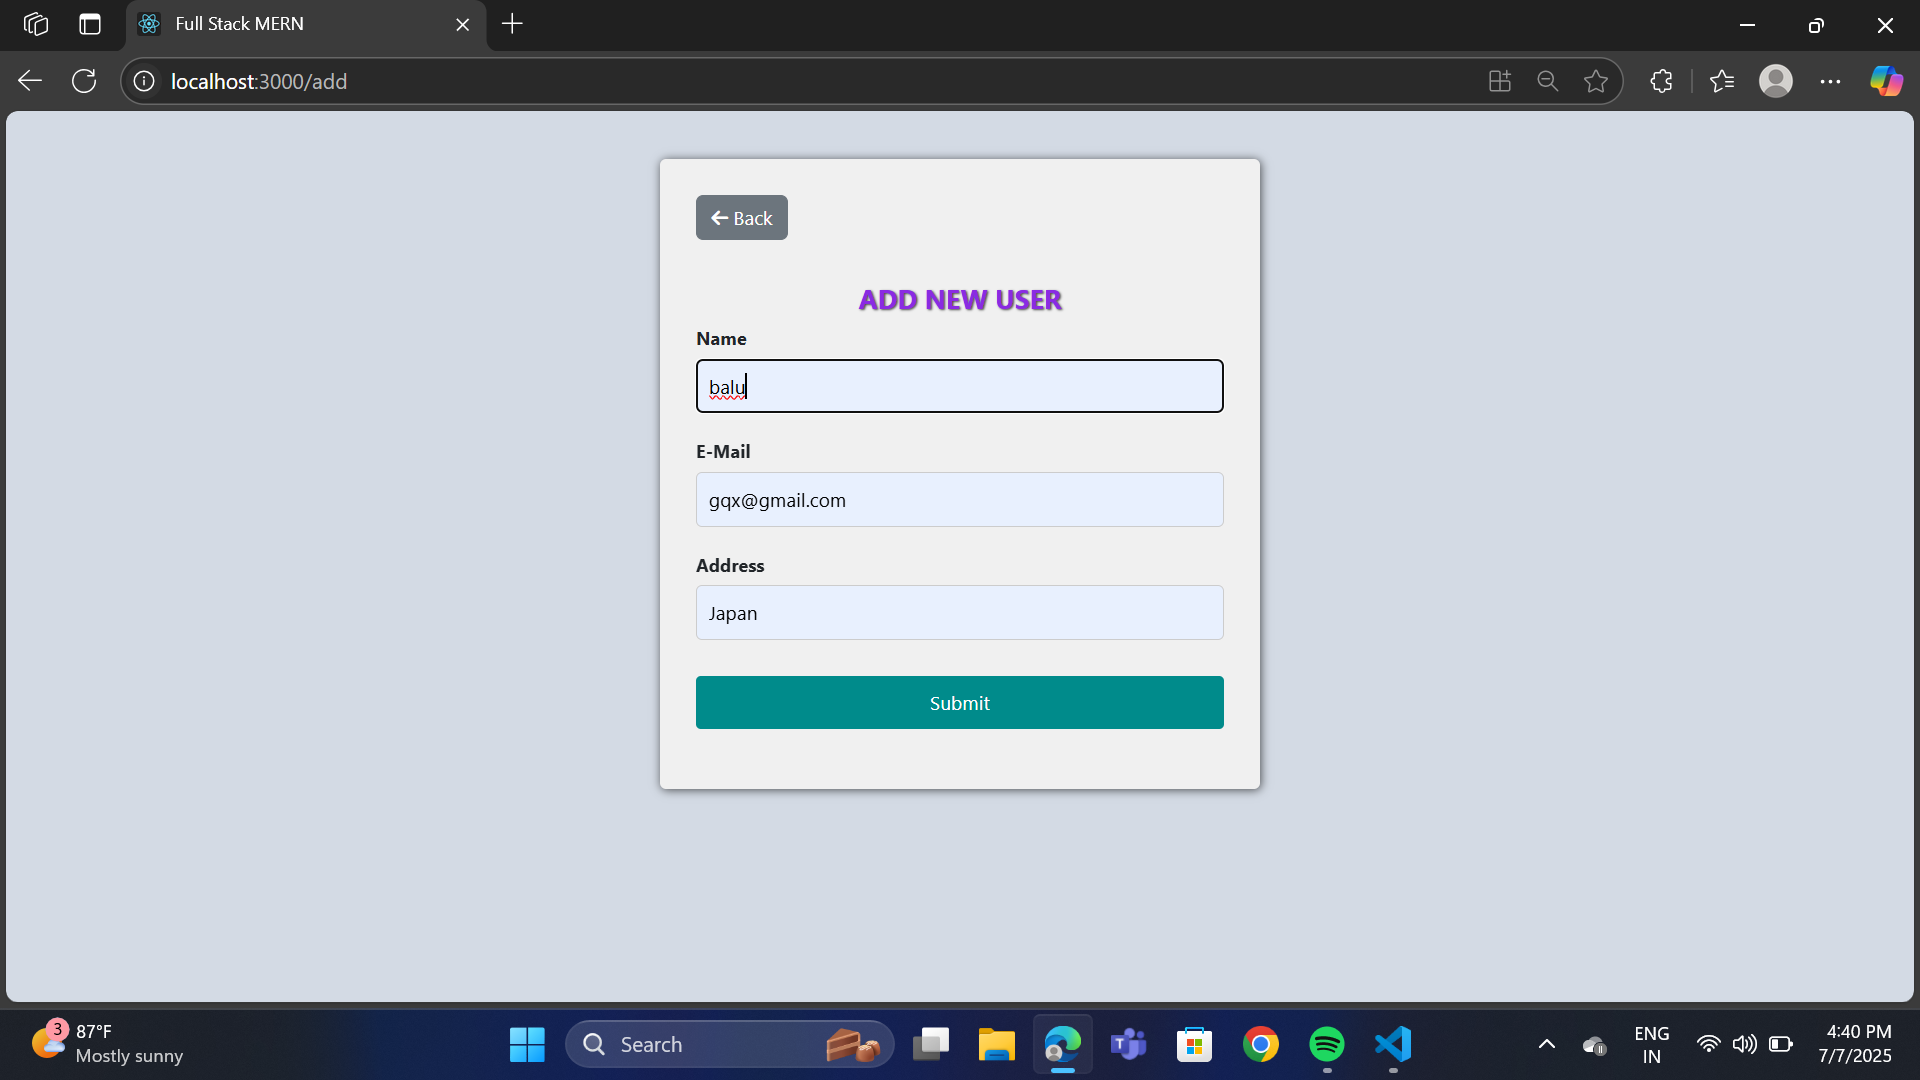 Full Stack MERN
localhost:3000/add
Back
ADD NEW USER
Name
balu
E-Mail
gqx@gmail.com
Address
Japan
Submit
3
87°F
Mostly sunny
Search
T
ENG
IN
4:40 PM
7/7/2025